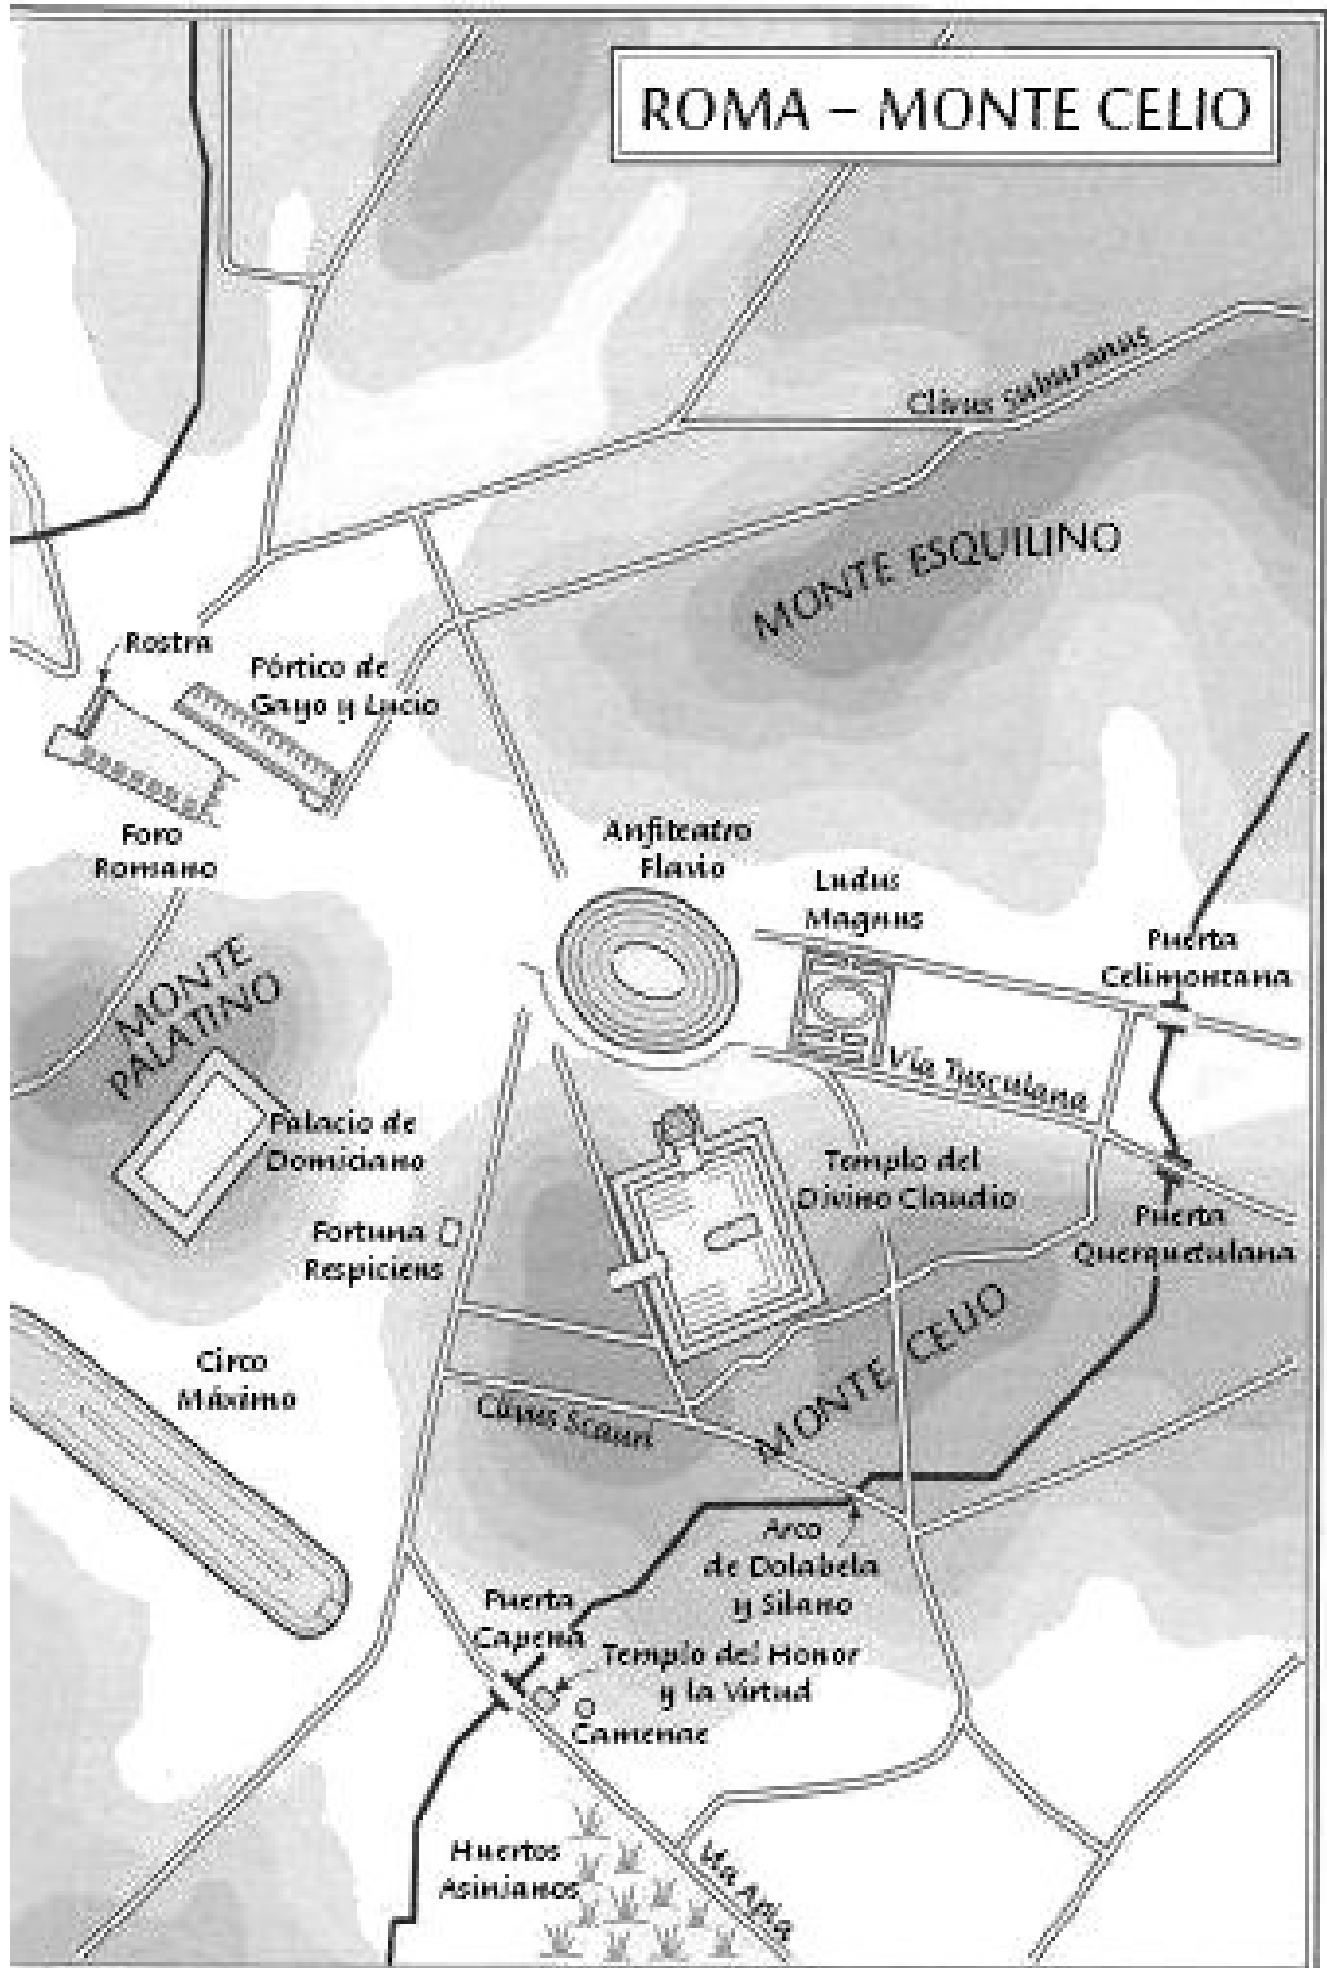 ROMA – MONTE CELIO
Clivus Suburanus
MONTE ESQUILINO
Rostra
Pórtico de
Gayo y Lucio
Foro
Romano
Anfiteatro
Flavio
Ludus
Magnus
Puerta
Celimontana
MONTE
PALATINO
Vía Tusculana
Palacio de
Domiciano
Templo del
Divino Claudio
Fortuna
Respiciens
Puerta
Querquetulana
MONTE CELIO
Circo
Máximo
Clivus Scauri
Arco
de Dolabela
y Silano
Puerta
Capena
Templo del Honor
y la Virtud
Camenae
Huertos
Asinianos
Vía Apia